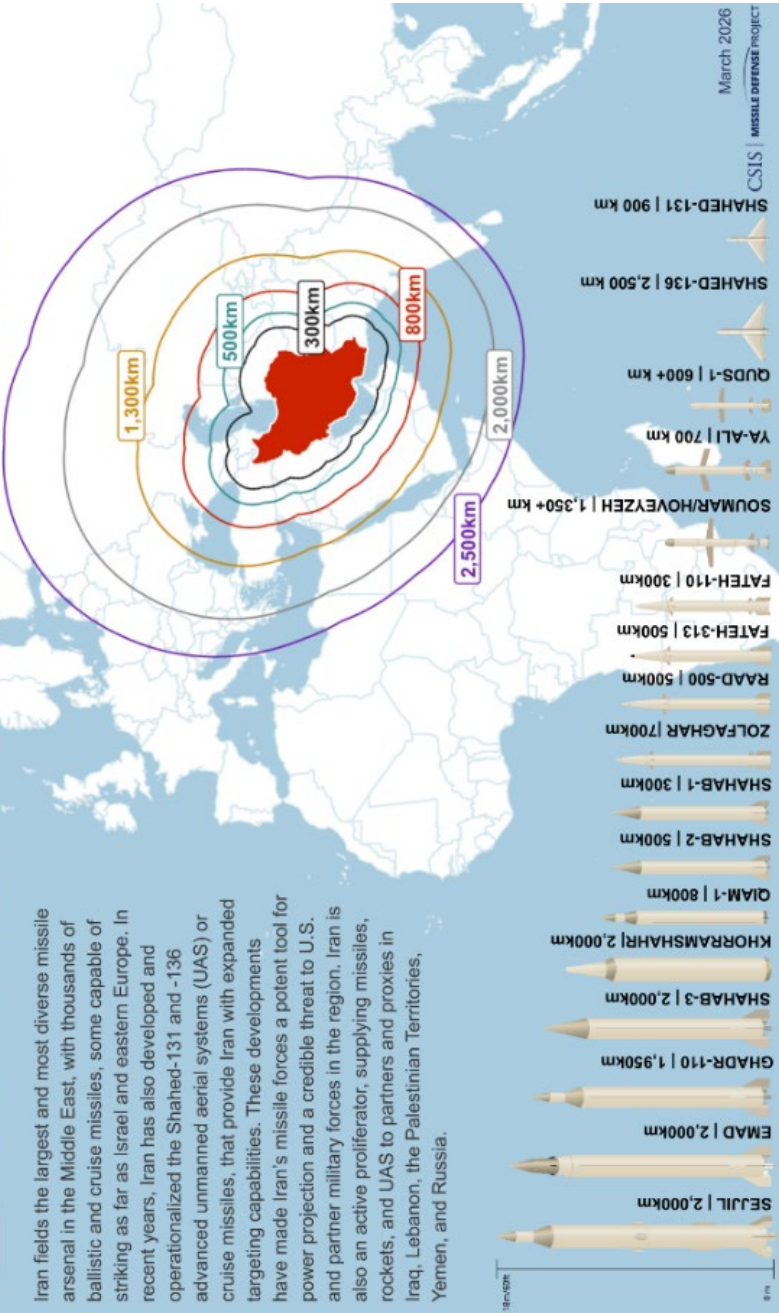 Iran fields the largest and most diverse missile
arsenal in the Middle East, with thousands of
ballistic and cruise missiles, some capable of
striking as far as Israel and eastern Europe. In
recent years, Iran has also developed and
operationalized the Shahed-131 and -136
advanced unmanned aerial systems (UAS) or
cruise missiles, that provide Iran with expanded
targeting capabilities. These developments
have made Iran's missile forces a potent tool for
power projection and a credible threat to U.S.
and partner military forces in the region. Iran is
also an active proliferator, supplying missiles,
rockets, and UAS to partners and proxies in
Iraq, Lebanon, the Palestinian Territories,
Yemen, and Russia.
1,300km
500km
300km
800km
2,000km
2,500km
18m/60ft
0 m
SEJJIL | 2,000km
EMAD | 2,000km
GHADR-110 | 1,950km
SHAHAB-3 | 2,000km
KHORRAMSHAHR| 2,000km
QIAM-1 | 800km
SHAHAB-2 | 500km
SHAHAB-1 | 300km
ZOLFAGHAR |700km
RAAD-500 | 500km
FATEH-313 | 500km
FATEH-110 | 300km
SOUMAR/HOVEYZEH | 1,350+ km
YA-ALI | 700 km
QUDS-1 | 600+ km
SHAHED-136 | 2,500 km
SHAHED-131 | 900 km
March 2026
CSIS | MISSILE DEFENSE PROJECT